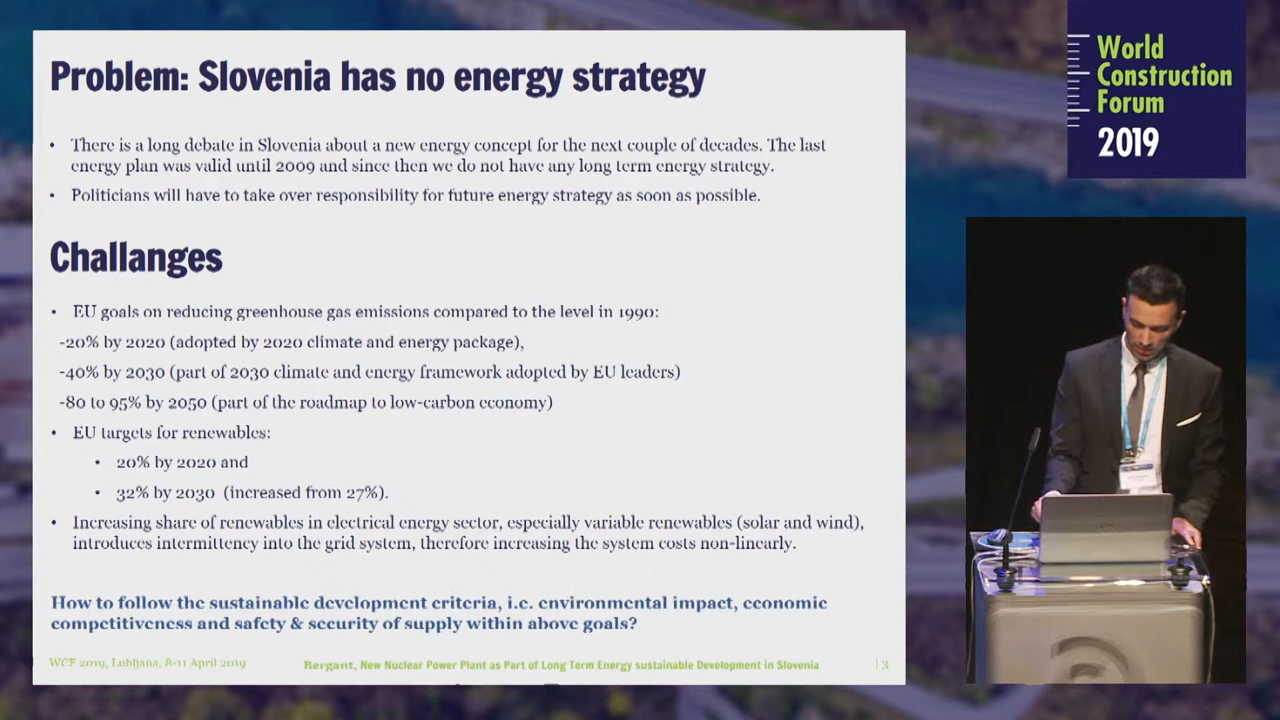 Problem: Slovenia has no energy strategy
• There is a long debate in Slovenia about a new energy concept for the next couple of decades. The last
energy plan was valid until 2009 and since then we do not have any long term energy strategy.
• Politicians will have to take over responsibility for future energy strategy as soon as possible.
Challanges
• EU goals on reducing greenhouse gas emissions compared to the level in 1990:
-20% by 2020 (adopted by 2020 climate and energy package),
-40% by 2030 (part of 2030 climate and energy framework adopted by EU leaders)
-80 to 95% by 2050 (part of the roadmap to low-carbon economy)
• EU targets for renewables:
• 20% by 2020 and
• 32% by 2030 (increased from 27%).
• Increasing share of renewables in electrical energy sector, especially variable renewables (solar and wind),
introduces intermittency into the grid system, therefore increasing the system costs non-linearly.
How to follow the sustainable development criteria, i.e. environmental impact, economic
competitiveness and safety & security of supply within above goals?
WCF 2019, Ljubljana, 8-11 April 2019
Bergant, New Nuclear Power Plant as Part of Long Term Energy sustainable Development in Slovenia
| 3
World
Construction
Forum
2019